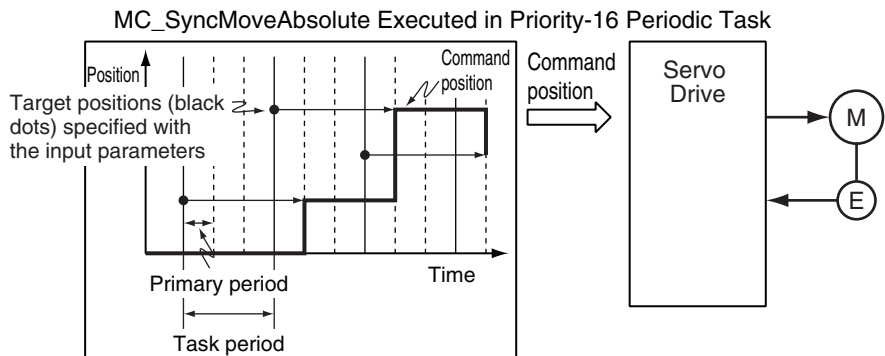 MC_SyncMoveAbsolute Executed in Priority-16 Periodic Task
Position
Command
position
Target positions (black
dots) specified with
the input parameters
Primary period
Time
Task period
Command
position
Servo
Drive
M
E